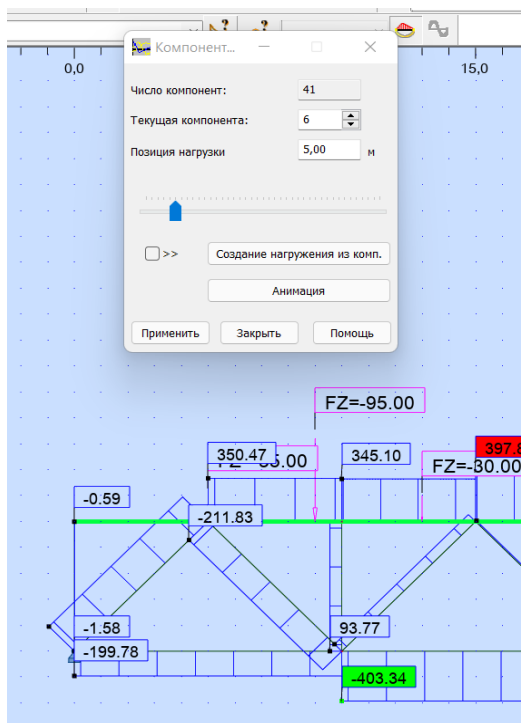 Компонент...
0,0
15,0
Число компонент:
41
Текущая компонента:
6
Позиция нагрузки
5,00
м
>>
Создание нагружения из комп.
Анимация
Применить
Закрыть
Помощь
FZ=-95.00
350.47
345.10
FZ=-30.00
-0.59
-211.83
-1.58
93.77
-199.78
-403.34